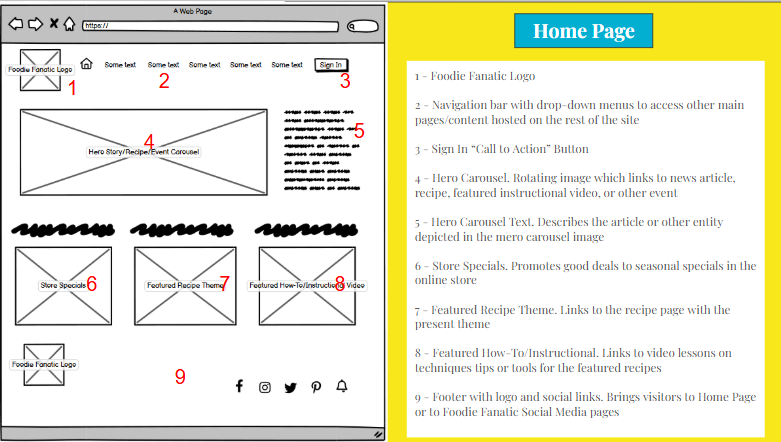 A Web Page
https://
Foodie Fanatic Logo
Some text
Some text
Some text
Some text
Some text
Sign In
1
2
3
Hero Story/Recipe/Event Carousel
4
5
Store Specials
6
Featured Recipe Theme
7
Featured How-To/Instructional Video
8
Foodie Fanatic Logo
9
Home Page
1 - Foodie Fanatic Logo
2 - Navigation bar with drop-down menus to access other main
pages/content hosted on the rest of the site
3 - Sign In “Call to Action” Button
4 - Hero Carousel. Rotating image which links to news article,
recipe, featured instructional video, or other event
5 - Hero Carousel Text. Describes the article or other entity
depicted in the mero carousel image
6 - Store Specials. Promotes good deals to seasonal specials in the
online store
7 - Featured Recipe Theme. Links to the recipe page with the
present theme
8 - Featured How-To/Instructional. Links to video lessons on
techniques tips or tools for the featured recipes
9 - Footer with logo and social links. Brings visitors to Home Page
or to Foodie Fanatic Social Media pages